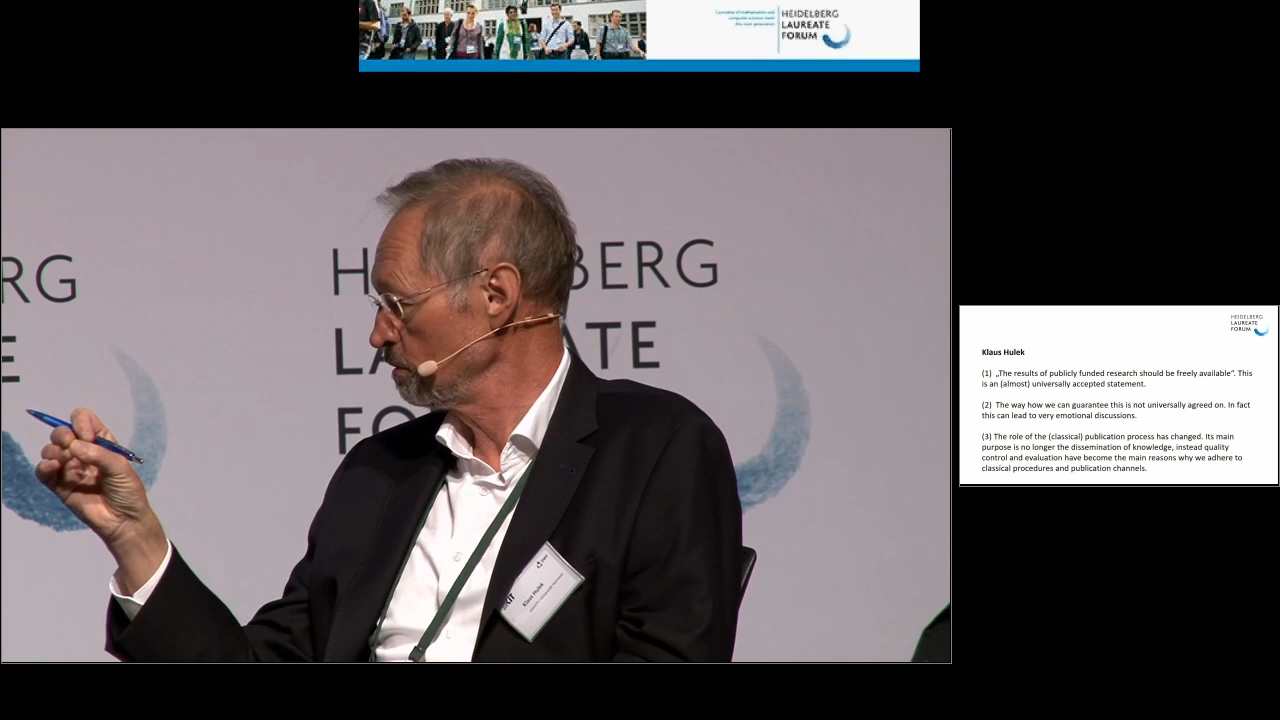 HEIDELBERG
LAUREATE
FORUM
RG
E
H BERG
LA ATE
FO
Klaus Hulek
HEIDELBERG
LAUREATE
FORUM
Klaus Hulek
(1) „The results of publicly funded research should be freely available“. This
is an (almost) universally accepted statement.
(2) The way how we can guarantee this is not universally agreed on. In fact
this can lead to very emotional discussions.
(3) The role of the (classical) publication process has changed. Its main
purpose is no longer the dissemination of knowledge, instead quality
control and evaluation have become the main reasons why we adhere to
classical procedures and publication channels.